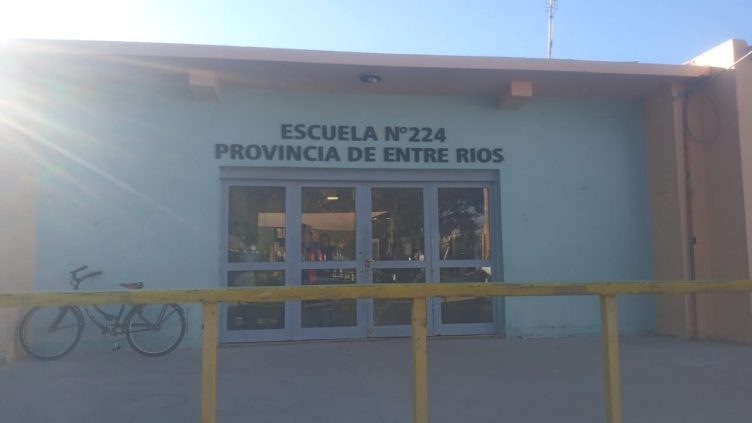 ESCUELA N°224
PROVINCIA DE ENTRE RIOS